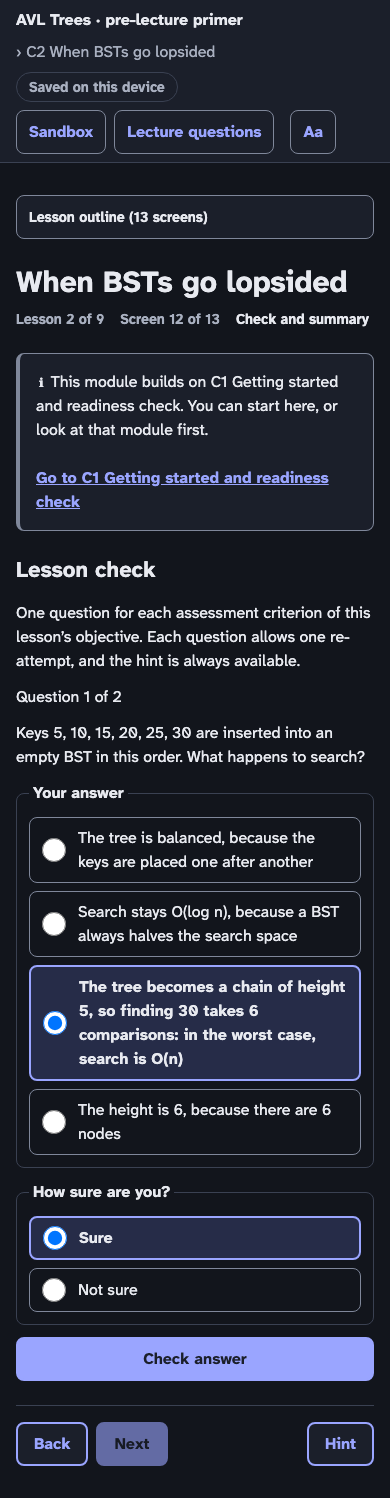 AVL Trees · pre-lecture primer
› C2 When BSTs go lopsided
Saved on this device
Sandbox
Lecture questions
Aa
Lesson outline (13 screens)
When BSTs go lopsided
Lesson 2 of 9 Screen 12 of 13 Check and summary
ℹ This module builds on C1 Getting started
and readiness check. You can start here, or
look at that module first.
Go to C1 Getting started and readiness
check
Lesson check
One question for each assessment criterion of this
lesson’s objective. Each question allows one re-
attempt, and the hint is always available.
Question 1 of 2
Keys 5, 10, 15, 20, 25, 30 are inserted into an
empty BST in this order. What happens to search?
Your answer
The tree is balanced, because the
keys are placed one after another
Search stays O(log n), because a BST
always halves the search space
The tree becomes a chain of height
5, so finding 30 takes 6
comparisons: in the worst case,
search is O(n)
The height is 6, because there are 6
nodes
How sure are you?
Sure
Not sure
Check answer
Back
Next
Hint